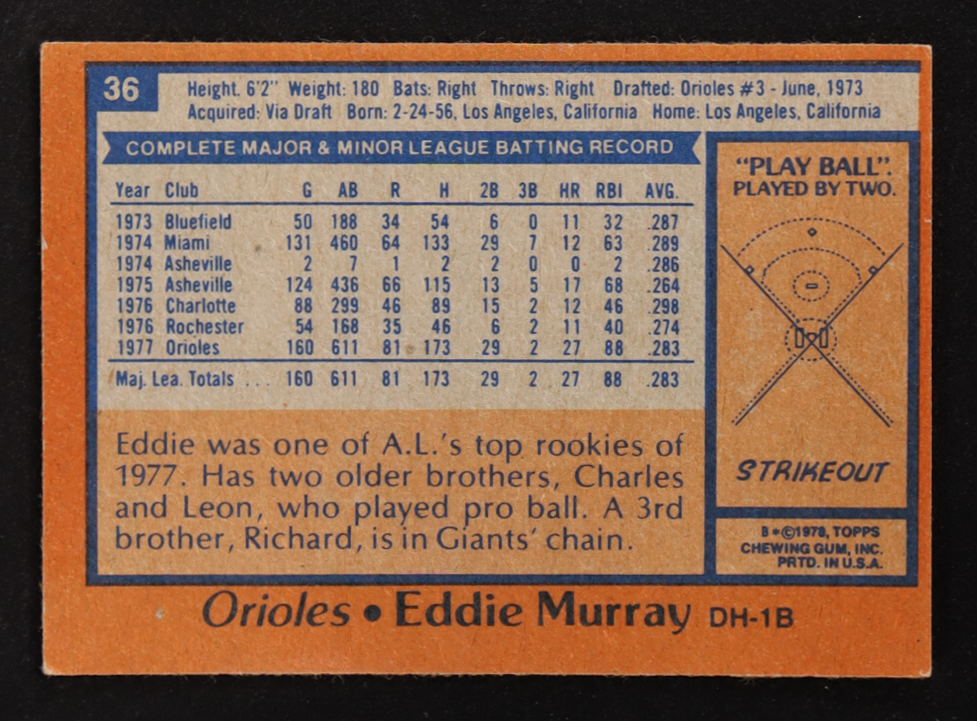 36
Height. 6'2" Weight: 180 Bats: Right Throws: Right Drafted: Orioles #3 - June, 1973
Acquired: Via Draft Born: 2-24-56, Los Angeles, California Home: Los Angeles, California
COMPLETE MAJOR & MINOR LEAGUE BATTING RECORD
Year Club G AB R H 2B 3B HR RBI AVG.
1973 Bluefield 50 188 34 54 6 0 11 32 .287
1974 Miami 131 460 64 133 29 7 12 63 .289
1974 Asheville 2 7 1 2 2 0 0 2 .286
1975 Asheville 124 436 66 115 13 5 17 68 .264
1976 Charlotte 88 299 46 89 15 2 12 46 .298
1976 Rochester 54 168 35 46 6 2 11 40 .274
1977 Orioles 160 611 81 173 29 2 27 88 .283
Maj. Lea. Totals ... 160 611 81 173 29 2 27 88 .283
Eddie was one of A.L.'s top rookies of
1977. Has two older brothers, Charles
and Leon, who played pro ball. A 3rd
brother, Richard, is in Giants' chain.
"PLAY BALL".
PLAYED BY TWO.
STRIKEOUT
B*©1978, TOPPS
CHEWING GUM, INC.
PRTD. IN U.S.A.
Orioles • Eddie Murray DH-1B